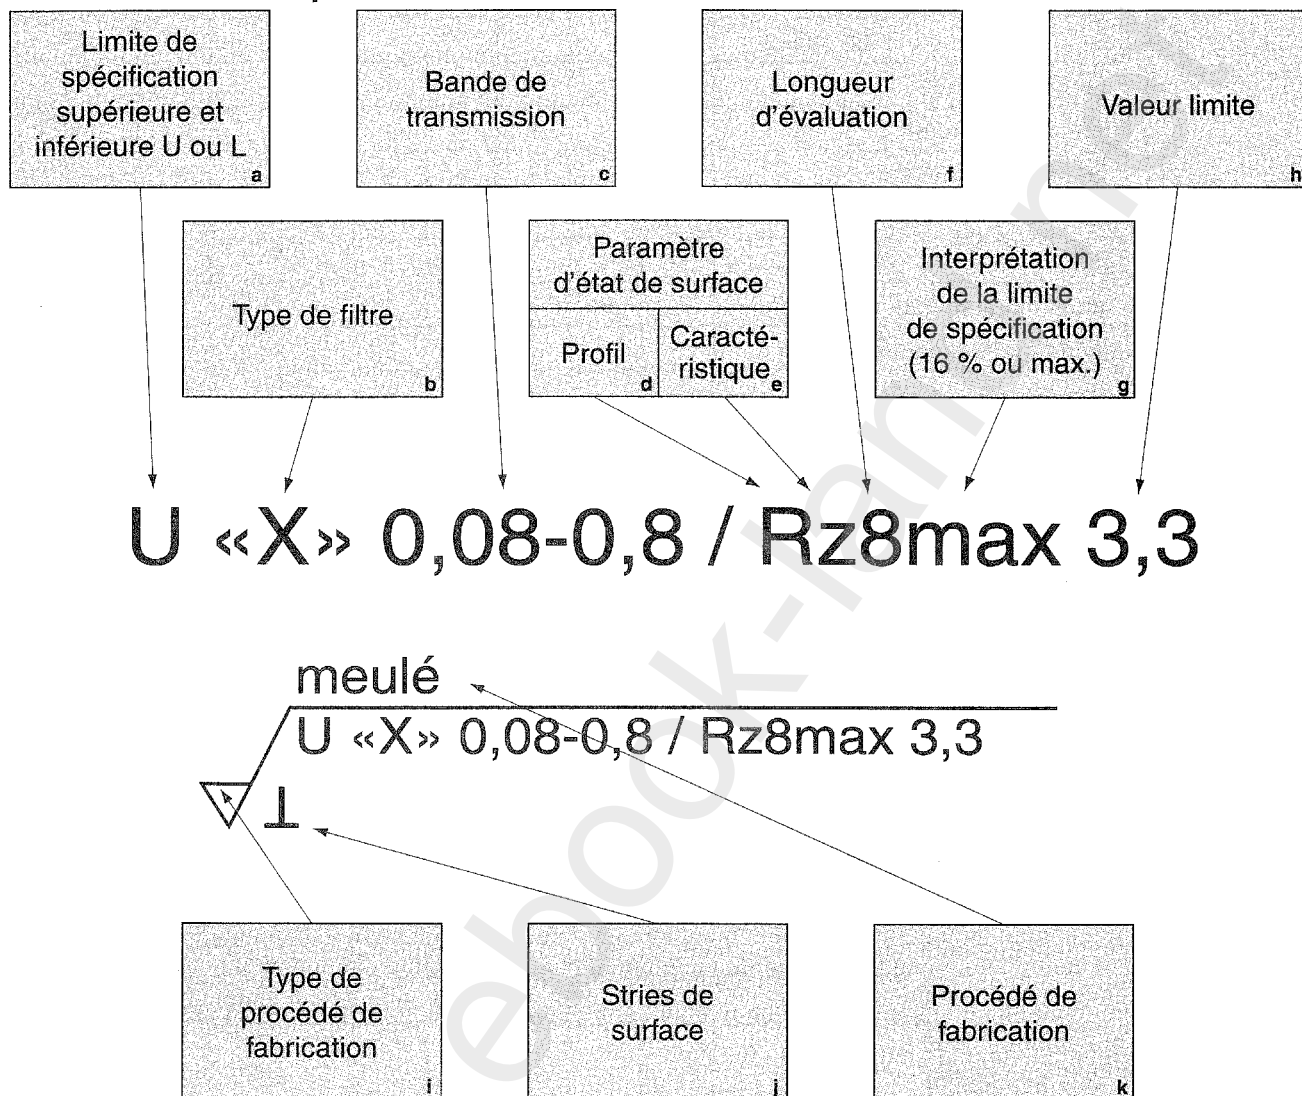 Limite de
spécification
supérieure et
inférieure U ou L
a
Bande de
transmission
c
Longueur
d'évaluation
f
Valeur limite
h
Type de filtre
b
Paramètre
d'état de surface
Profil
d
Caracté-
ristique
e
Interprétation
de la limite
de spécification
(16 % ou max.)
g
U «X» 0,08-0,8 / Rz8max 3,3
meulé
U «X» 0,08-0,8 / Rz8max 3,3
⊥
Type de
procédé de
fabrication
i
Stries de
surface
j
Procédé de
fabrication
k